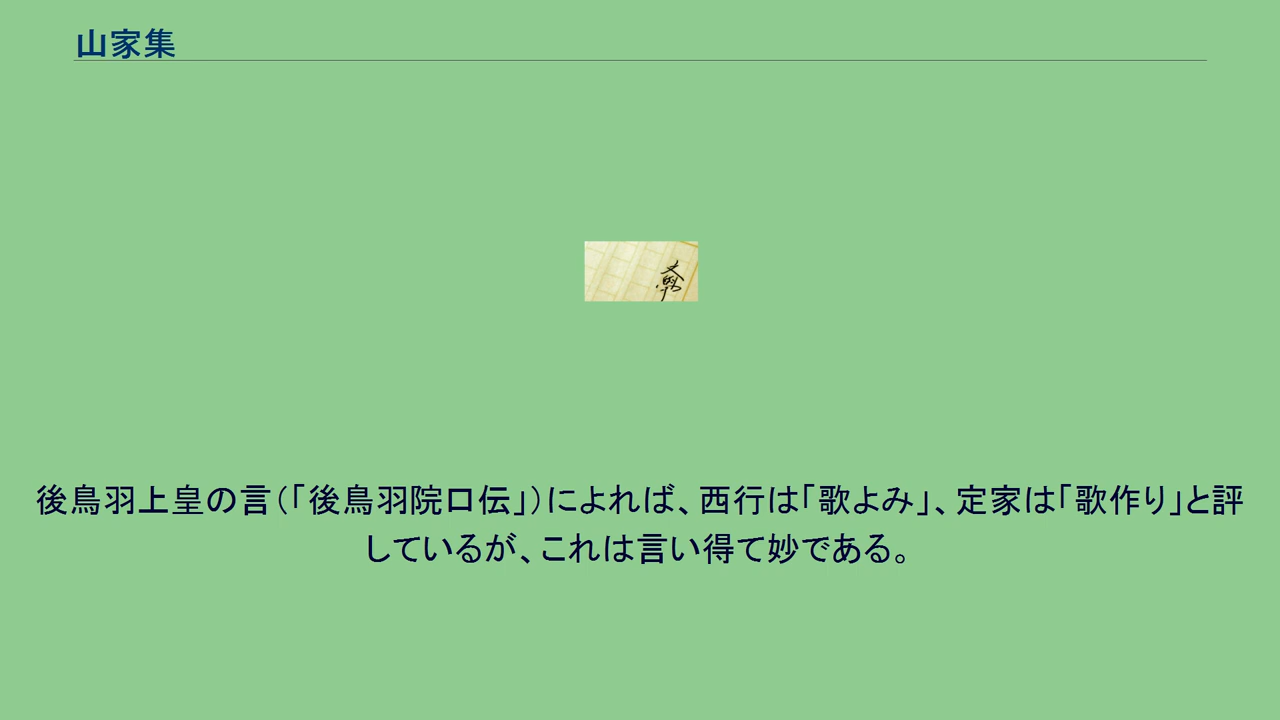 山家集
後鳥羽上皇の言（「後鳥羽院口伝」）によれば、西行は「歌よみ」、定家は「歌作り」と評
しているが、これは言い得て妙である。